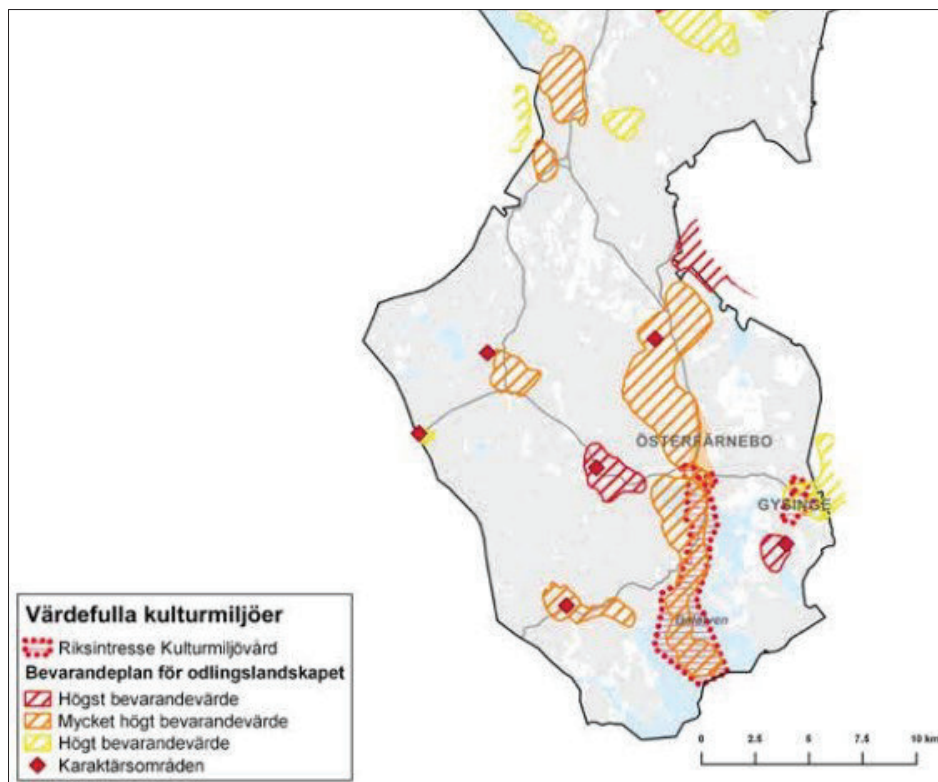 ÖSTERFÄRNEBO
GYSINGE
Dalälven
Värdefulla kulturmiljöer
Riksintresse Kulturmiljövård
Bevarandeplan för odlingslandskapet
Högst bevarandevärde
Mycket högt bevarandevärde
Högt bevarandevärde
Karaktärsområden
0 2.5 5 7.5 10 km